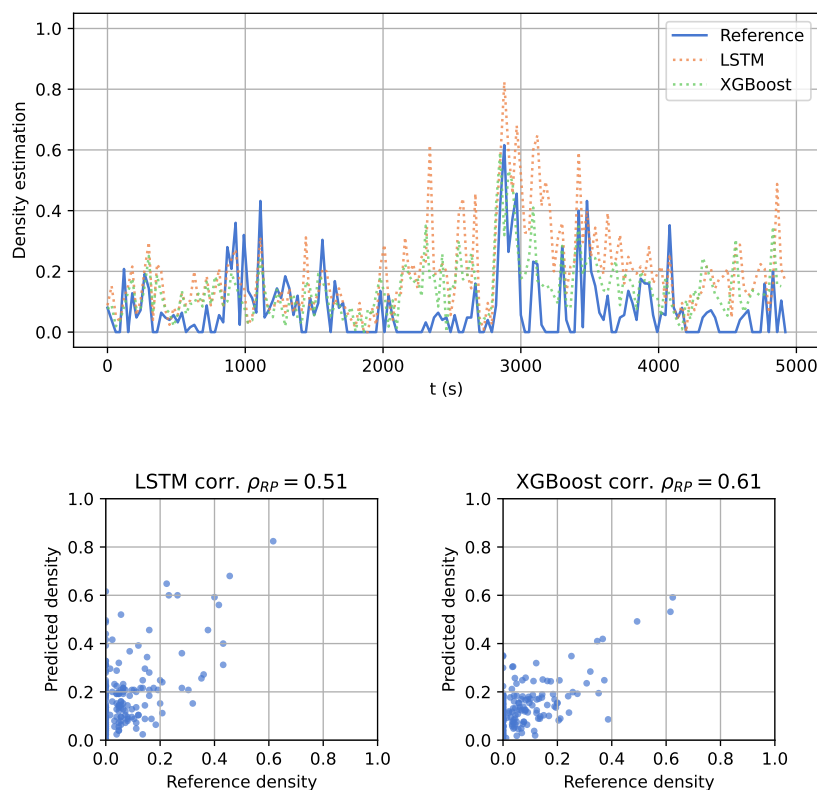 1.0
0.8
0.6
0.4
0.2
0.0
Density estimation
Reference
LSTM
XGBoost
0 1000 2000 3000 4000 5000
t (s)
LSTM corr. ρRP = 0.51
1.0
0.8
0.6
0.4
0.2
0.0
Predicted density
0.0 0.2 0.4 0.6 0.8 1.0
Reference density
XGBoost corr. ρRP = 0.61
1.0
0.8
0.6
0.4
0.2
0.0
Predicted density
0.0 0.2 0.4 0.6 0.8 1.0
Reference density